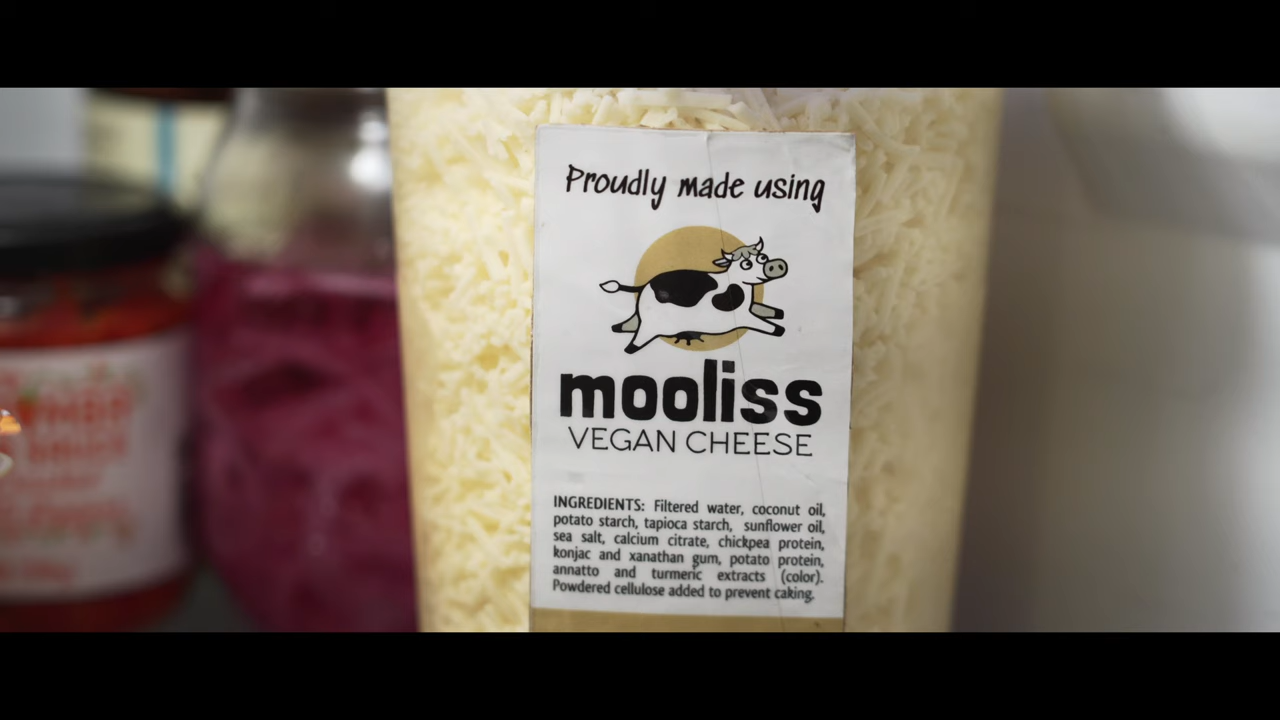 Proudly made using
mooliss
VEGAN CHEESE
INGREDIENTS: Filtered water, coconut oil,
potato starch, tapioca starch, sunflower oil,
sea salt, calcium citrate, chickpea protein,
konjac and xanathan gum, potato protein,
annatto and turmeric extracts (color).
Powdered cellulose added to prevent caking.